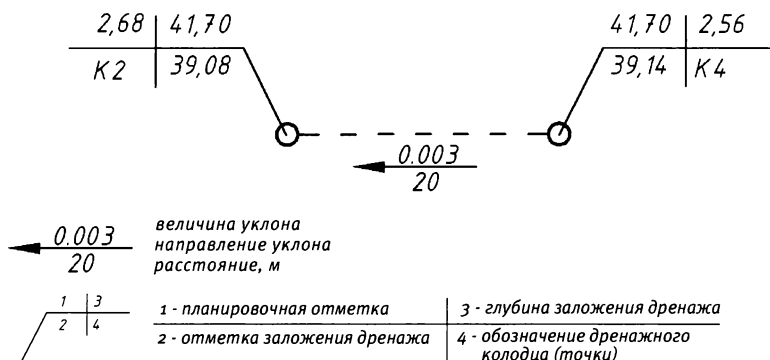 2,68 41,70
К2 39,08
41,70 2,56
39,14 К4
0.003
20
0.003
20
величина уклона
направление уклона
расстояние, м
1 3
2 4
1 - планировочная отметка
3 - глубина заложения дренажа
2 - отметка заложения дренажа
4 - обозначение дренажного
колодца (точки)